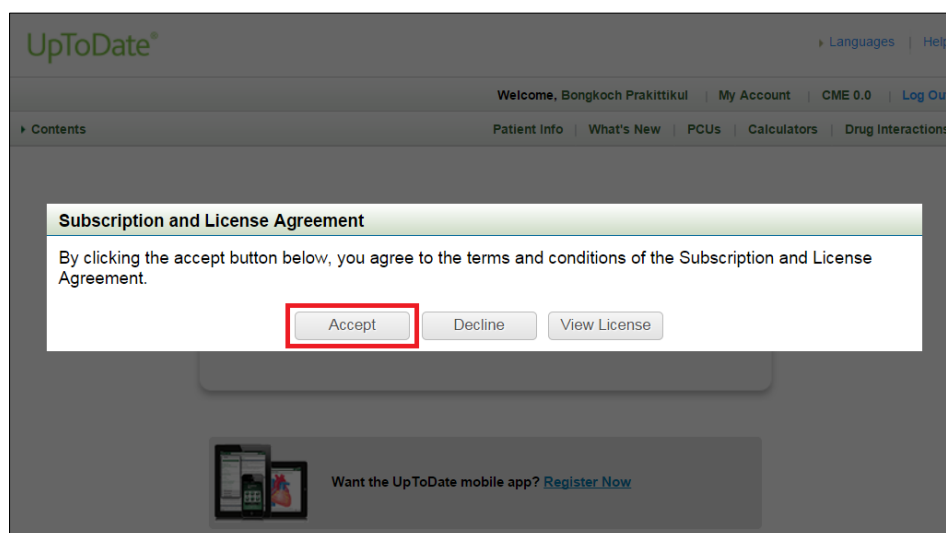 UpToDate®
Languages | Help
Welcome, Bongkoch Prakittikul | My Account | CME 0.0 | Log Ou
Contents
Patient Info | What's New | PCUs | Calculators | Drug Interactions
Subscription and License Agreement
By clicking the accept button below, you agree to the terms and conditions of the Subscription and License
Agreement.
Accept Decline View License
Want the UpToDate mobile app? Register Now